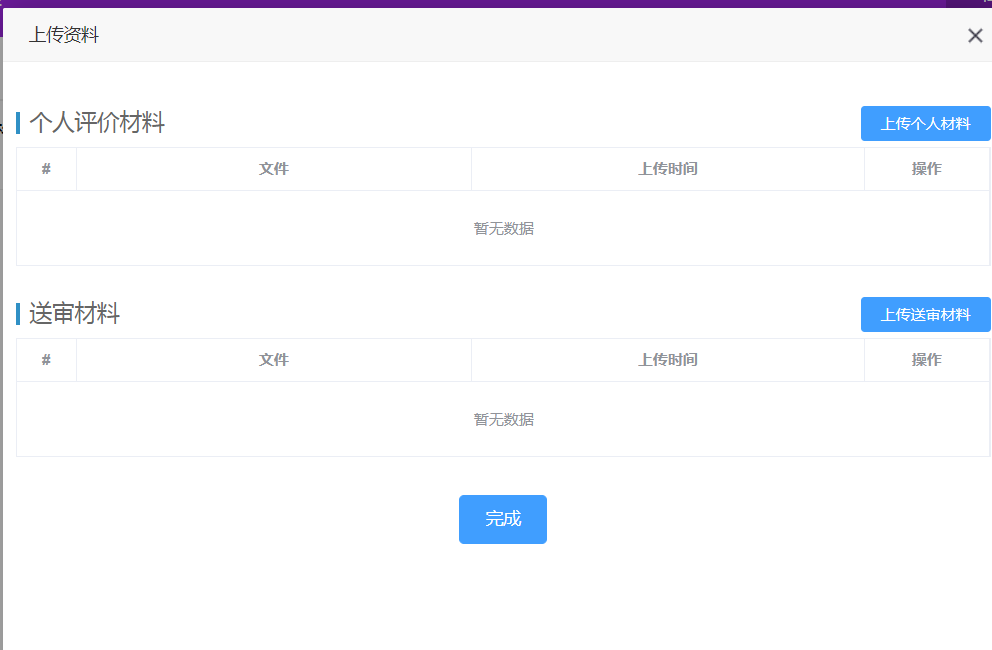 上传资料
个人评价材料
上传个人材料
# 文件 上传时间 操作
暂无数据
送审材料
上传送审材料
# 文件 上传时间 操作
暂无数据
完成